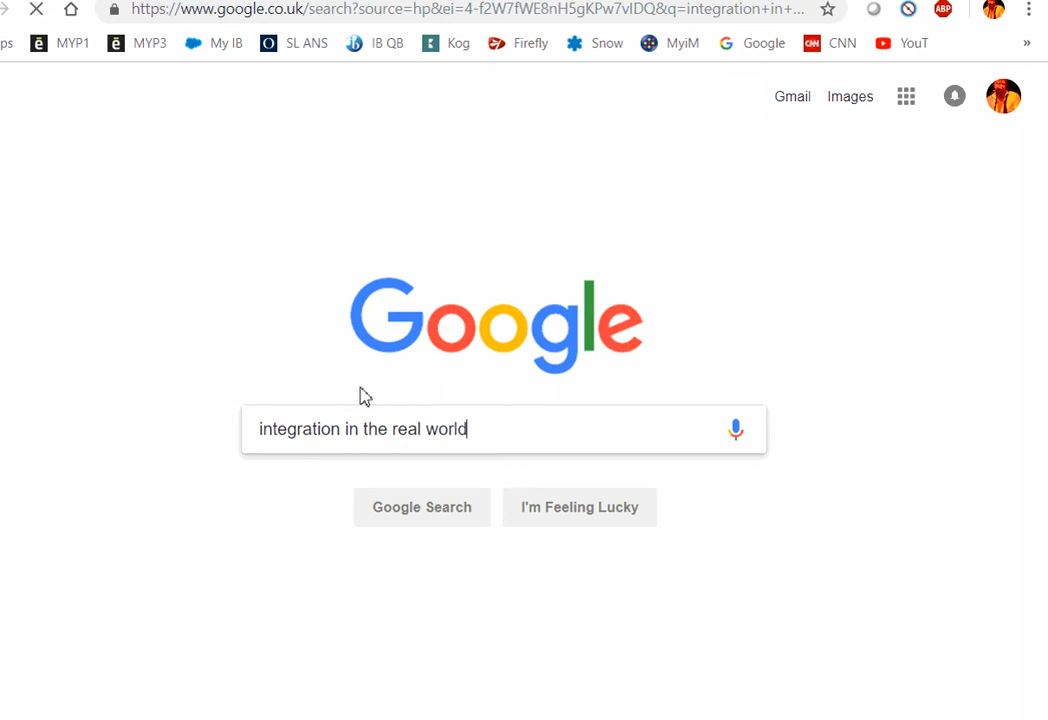 https://www.google.co.uk/search?source=hp&ei=4-f2W7fWE8nH5gKPw7vIDQ&q=integration+in+...
ABP
ps MYP1 MYP3 My IB SL ANS IB QB Kog Firefly Snow MyiM Google CNN YouT »
Gmail Images
Google
integration in the real world
Google Search I'm Feeling Lucky